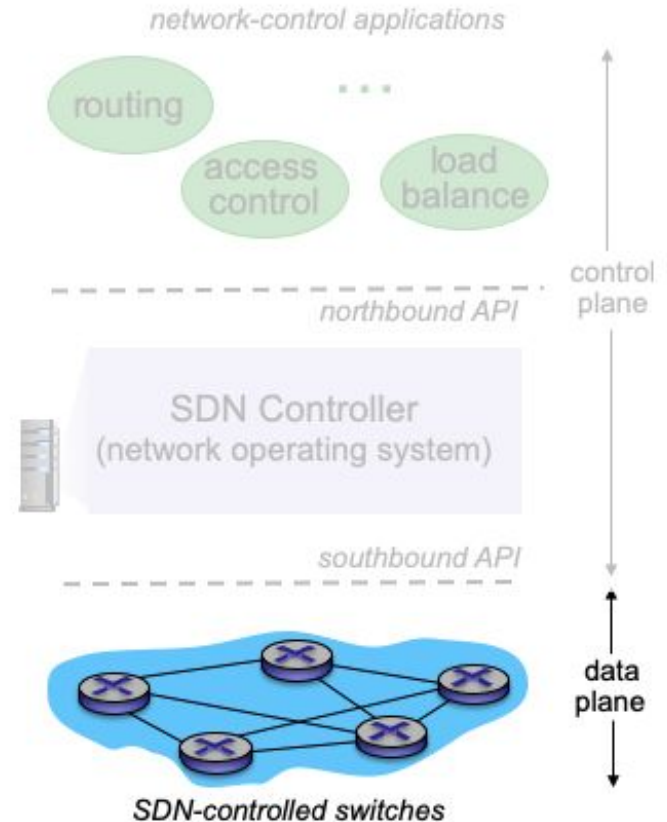 network-control applications
...
routing
access
control
load
balance
control
plane
northbound API
SDN Controller
(network operating system)
southbound API
data
plane
SDN-controlled switches